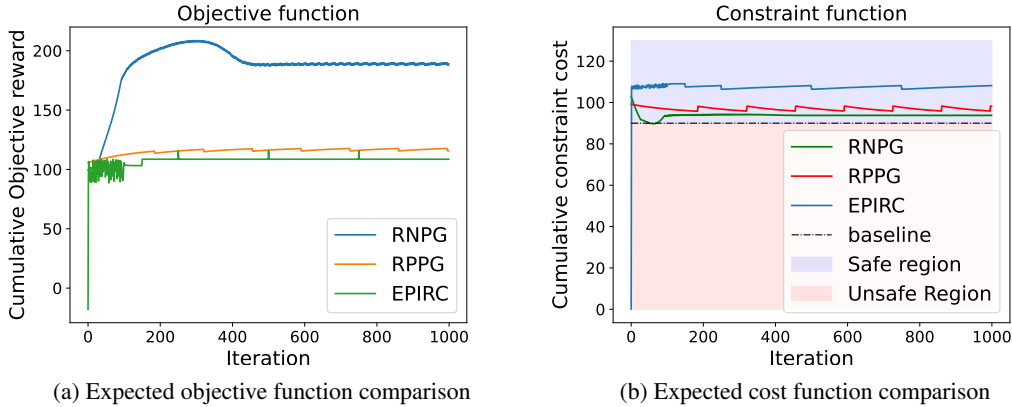 Objective function
Cumulative Objective reward
200
150
100
50
0
0 200 400 600 800 1000
Iteration
RNPG
RPPG
EPIRC
(a) Expected objective function comparison
Constraint function
Cumulative constraint cost
120
100
80
60
40
20
0
0 200 400 600 800 1000
Iteration
RNPG
RPPG
EPIRC
baseline
Safe region
Unsafe Region
(b) Expected cost function comparison